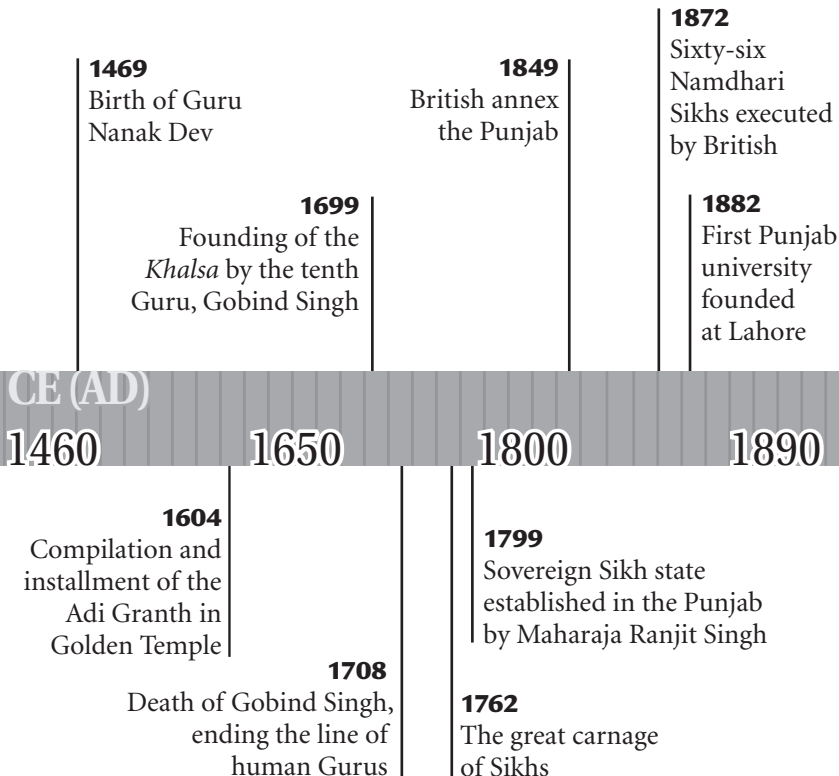 1872
Sixty-six
Namdhari
Sikhs executed
by British
1469
Birth of Guru
Nanak Dev
1849
British annex
the Punjab
1699
Founding of the
Khalsa by the tenth
Guru, Gobind Singh
1882
First Punjab
university
founded
at Lahore
CE (AD)
1460 1650 1800 1890
1604
Compilation and
installment of the
Adi Granth in
Golden Temple
1799
Sovereign Sikh state
established in the Punjab
by Maharaja Ranjit Singh
1708
Death of Gobind Singh,
ending the line of
human Gurus
1762
The great carnage
of Sikhs